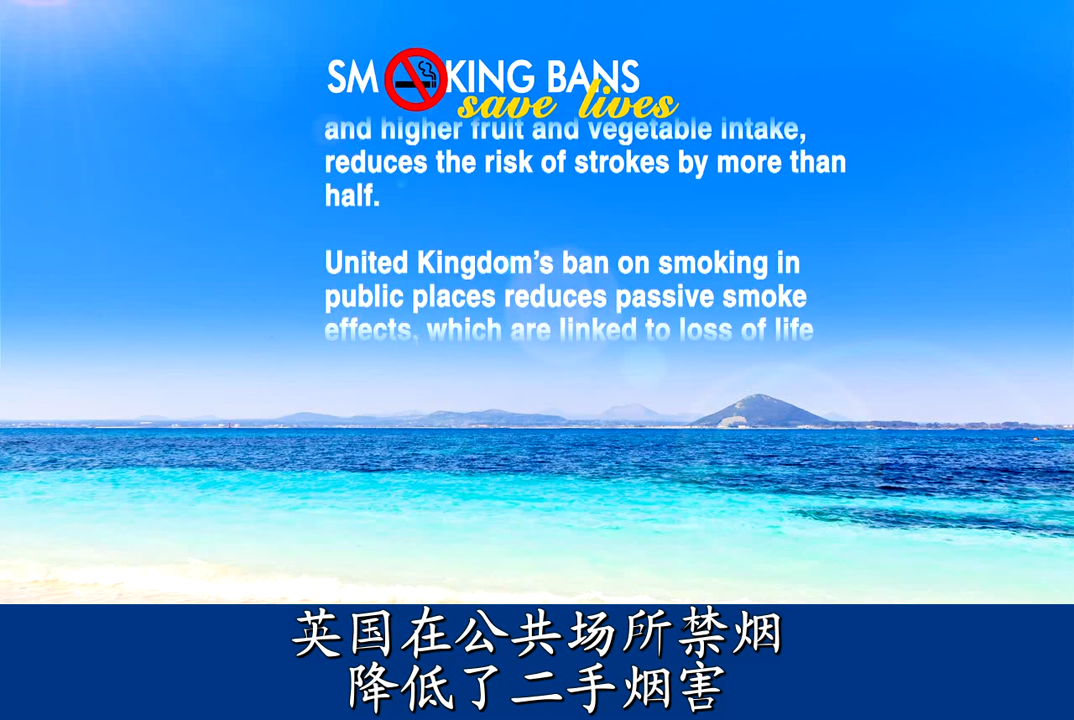 SMOKING BANS
save lives
and higher fruit and vegetable intake,
reduces the risk of strokes by more than
half.
United Kingdom's ban on smoking in
public places reduces passive smoke
effects, which are linked to loss of life
英国在公共场所禁烟
降低了二手烟害